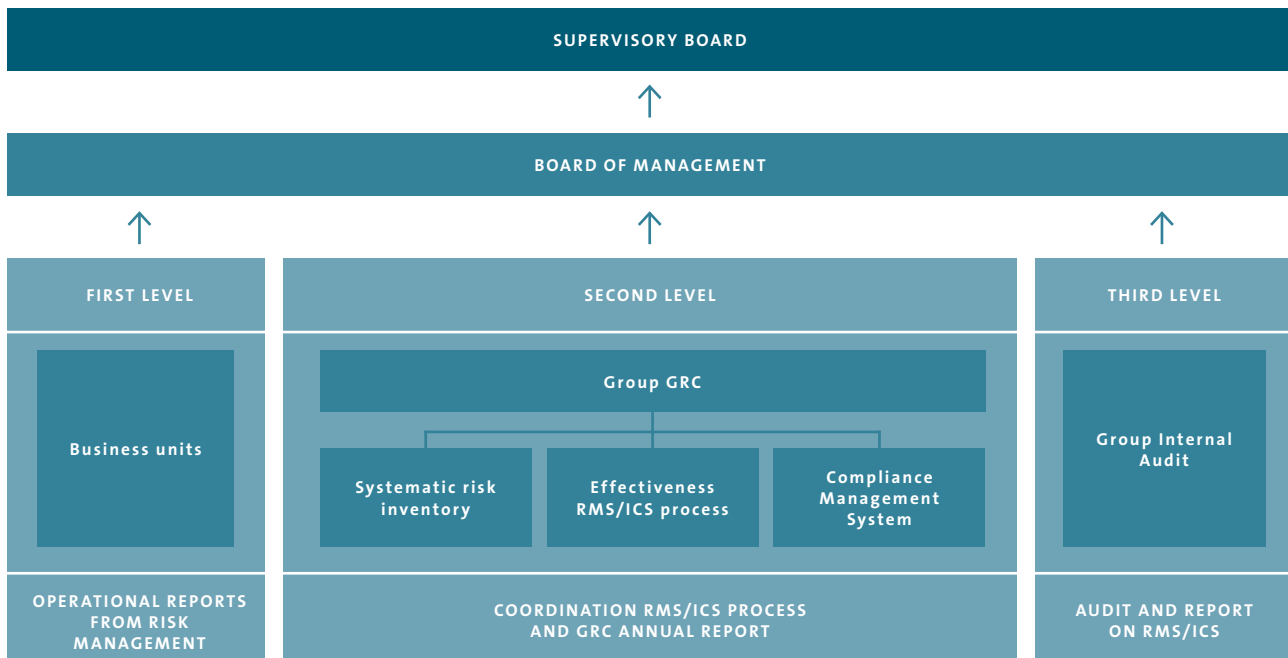 SUPERVISORY BOARD
BOARD OF MANAGEMENT
FIRST LEVEL
SECOND LEVEL
THIRD LEVEL
Business units
Group GRC
Systematic risk
inventory
Effectiveness
RMS/ICS process
Compliance
Management
System
Group Internal
Audit
OPERATIONAL REPORTS
FROM RISK
MANAGEMENT
COORDINATION RMS/ICS PROCESS
AND GRC ANNUAL REPORT
AUDIT AND REPORT
ON RMS/ICS